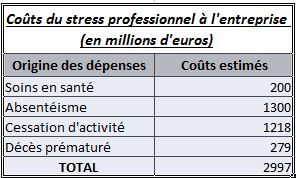 Coûts du stress professionnel à l'entreprise
(en millions d'euros)
Origine des dépenses Coûts estimés
Soins en santé 200
Absentéisme 1300
Cessation d'activité 1218
Décès prématuré 279
TOTAL 2997